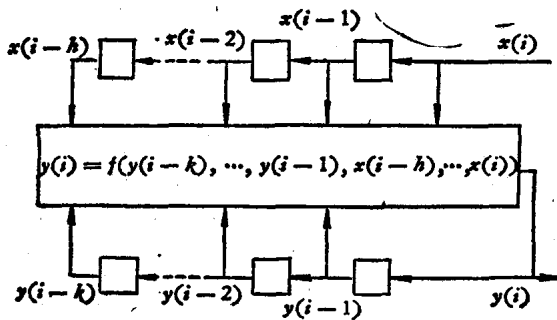 x(i−1)
x(i−h) x(i−2) x(i)
y(i) = f(y(i−k), ⋯, y(i−1), x(i−h), ⋯, x(i))
y(i−k) y(i−2) y(i−1) y(i)